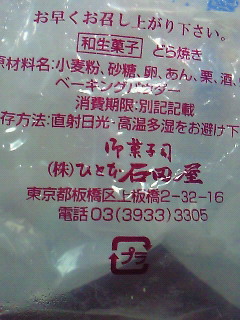 お早くお召し上がり下さい。
和生菓子 どら焼き
原材料名:小麦粉、砂糖、卵、あん、栗、酒、
ベーキングパウダー
消費期限:別記記載
存方法:直射日光・高温多湿をお避け下
御菓子司
(株)ひと本 石田屋
東京都板橋区上板橋2-32-16
電話 03(3933)3305
プラ